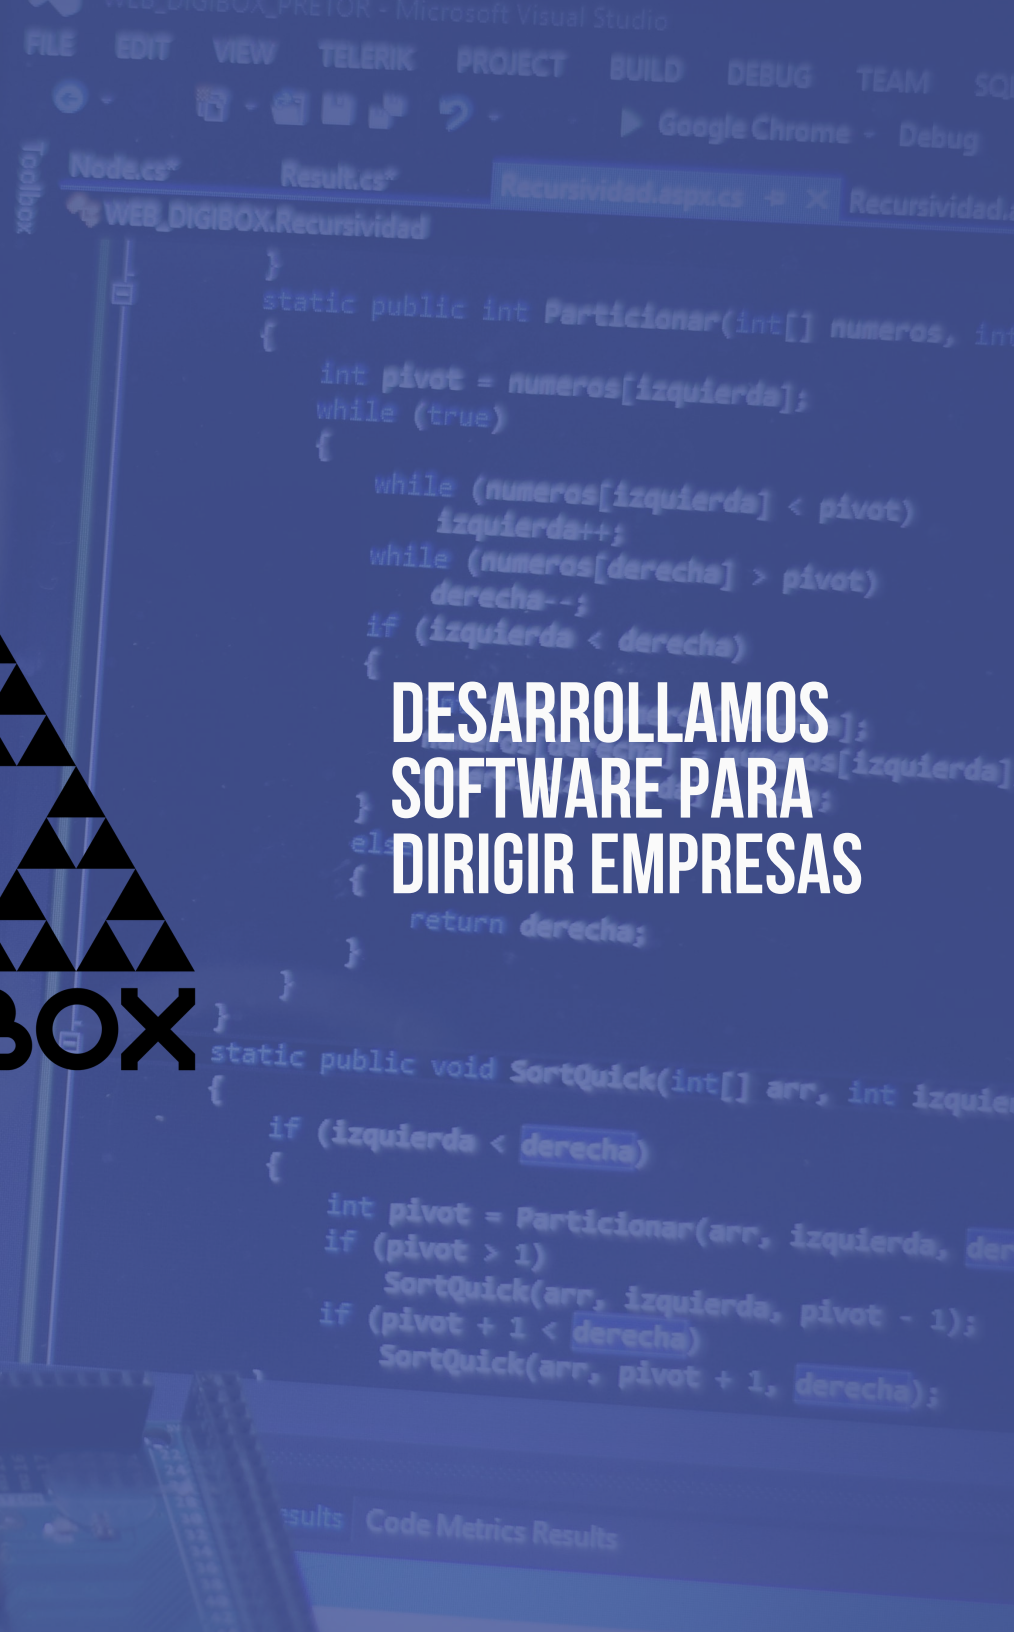 WEB_DIGIBOX_PRETOR - Microsoft Visual Studio
FILE EDIT VIEW TELERIK PROJECT BUILD DEBUG TEAM
Google Chrome Debug
Toolbox
Node.cs* Result.cs* Recursividad.aspx.cs
WEB_DIGIBOX.Recursividad
}
static public int Particionar(int[] numeros,
{
int pivot = numeros[izquierda];
while (true)
{
while (numeros[izquierda] < pivot)
izquierda++;
while (numeros[derecha] > pivot)
derecha--;
if (izquierda < derecha)
{
DESARROLLAMOS
SOFTWARE PARA
DIRIGIR EMPRESAS
}
{
return derecha;
}
}
}
BOX
static public void SortQuick(int[] arr, int
{
if (izquierda < derecha)
{
int pivot = Particionar(arr, izquierda,
if (pivot > 1)
SortQuick(arr, izquierda, pivot - 1);
if (pivot + 1 < derecha)
SortQuick(arr, pivot + 1, derecha);
Code Metrics Results